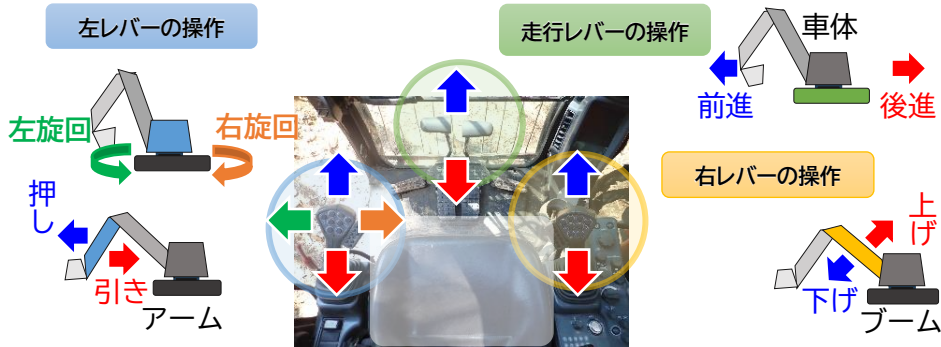 左レバーの操作
走行レバーの操作
車体
前進
後進
左旋回
右旋回
右レバーの操作
押し
引き
アーム
上げ
下げ
ブーム